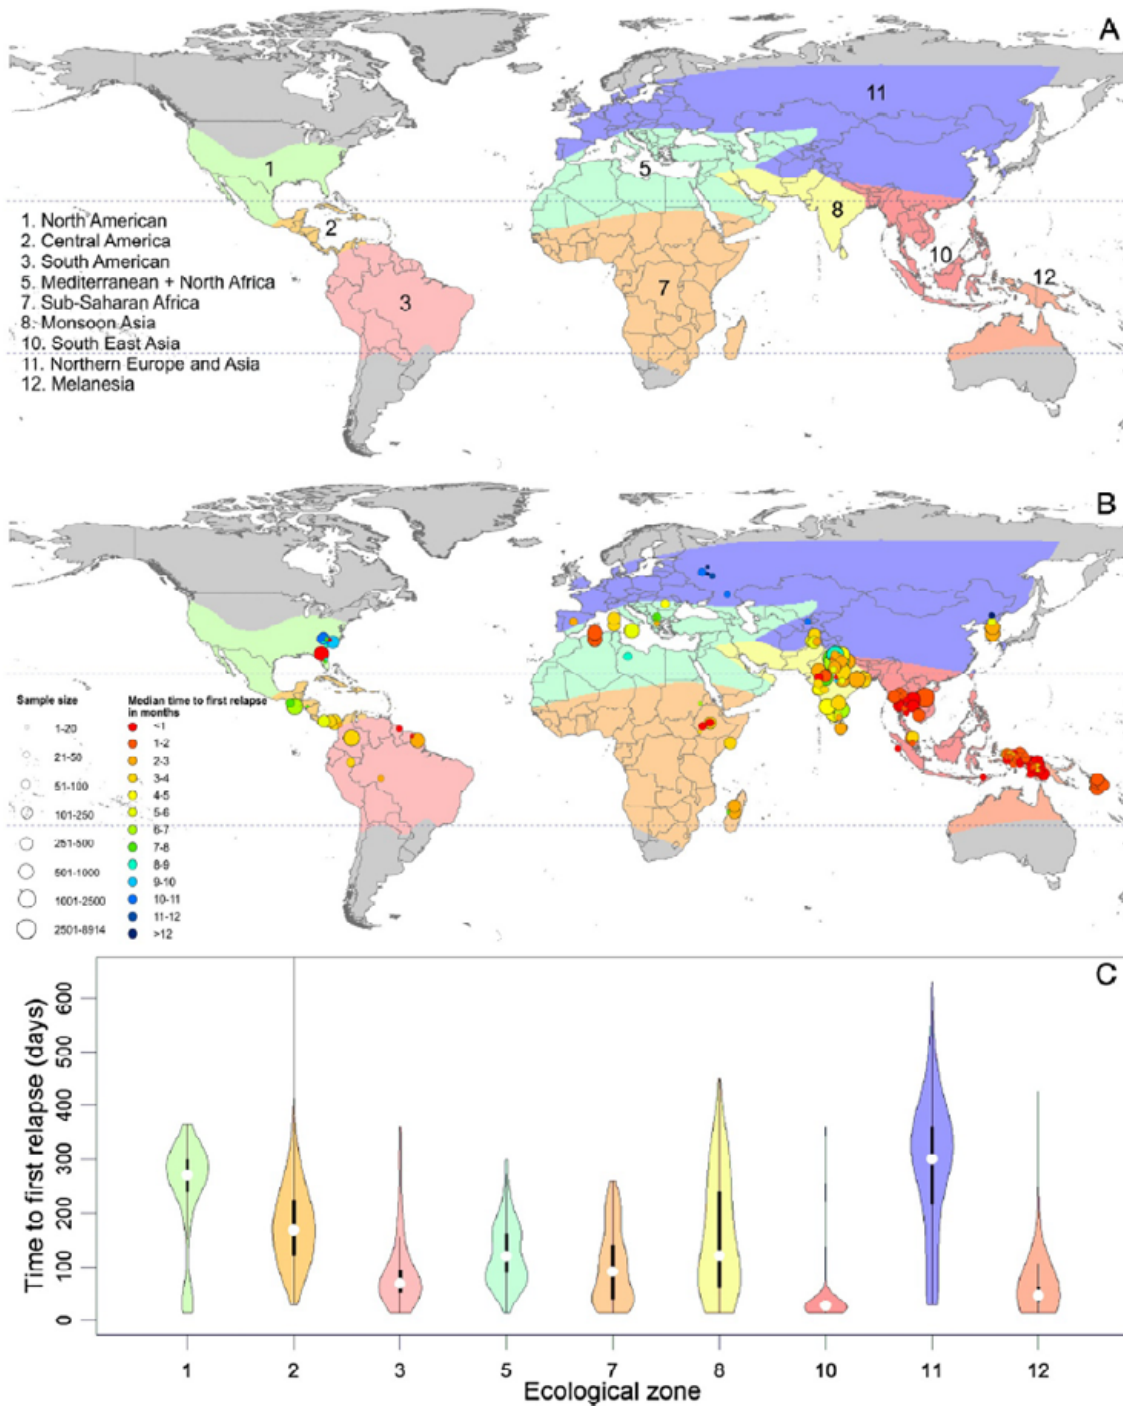 A
11
1
5
8
2
10
12
7
3
1. North American
2. Central America
3. South American
5. Mediterranean + North Africa
7. Sub-Saharan Africa
8. Monsoon Asia
10. South East Asia
11. Northern Europe and Asia
12. Melanesia
B
Sample size
1-20
21-50
51-100
101-250
251-500
501-1000
1001-2500
2501-8914
Median time to first relapse
in months
<1
1-2
2-3
3-4
4-5
5-6
6-7
7-8
8-9
9-10
10-11
11-12
>12
C
Time to first relapse (days)
600
500
400
300
200
100
0
1 2 3 5 7 8 10 11 12
Ecological zone